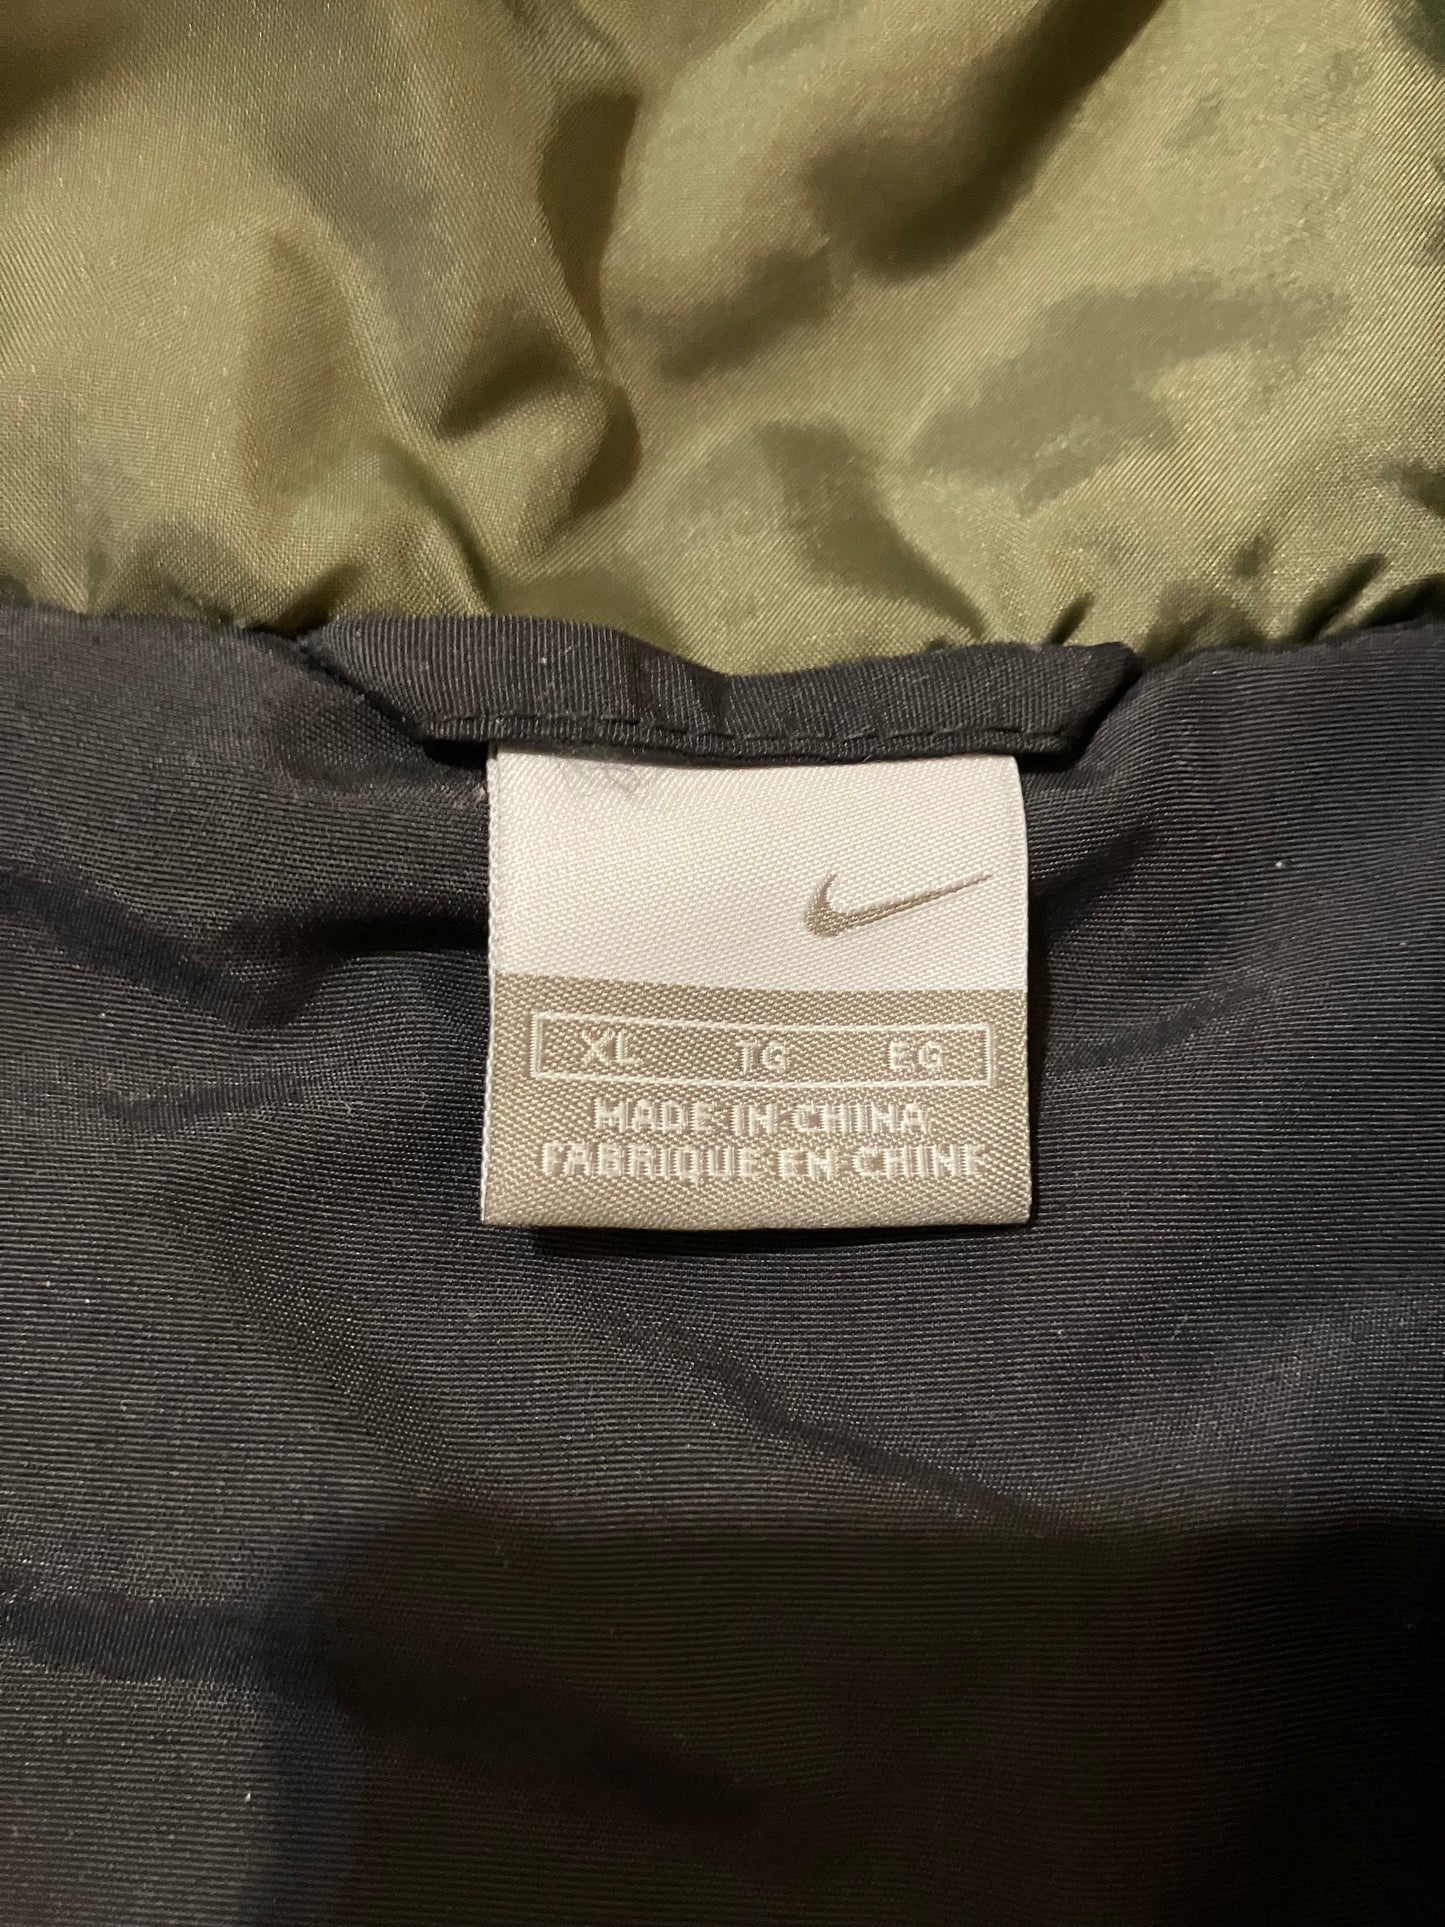 XL TG EG
MADE IN CHINA
FABRIQUE EN CHINE